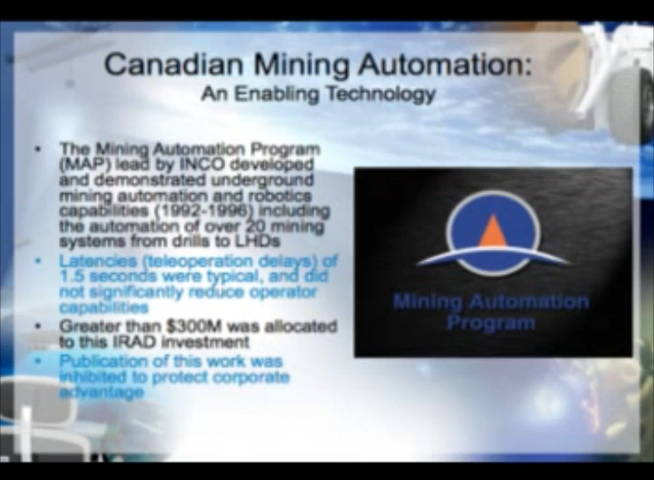 Canadian Mining Automation:
An Enabling Technology
• The Mining Automation Program
(MAP) lead by INCO developed
and demonstrated underground
mining automation and robotics
capabilities (1992-1996) including
the automation of over 20 mining
systems from drills to LHDs
• Latencies (teleoperation delays) of
1.5 seconds were typical, and did
not significantly reduce operator
capabilities
• Greater than $300M was allocated
to this IRAD investment
• Publication of this work was
inhibited to protect corporate
advantage
Mining Automation
Program